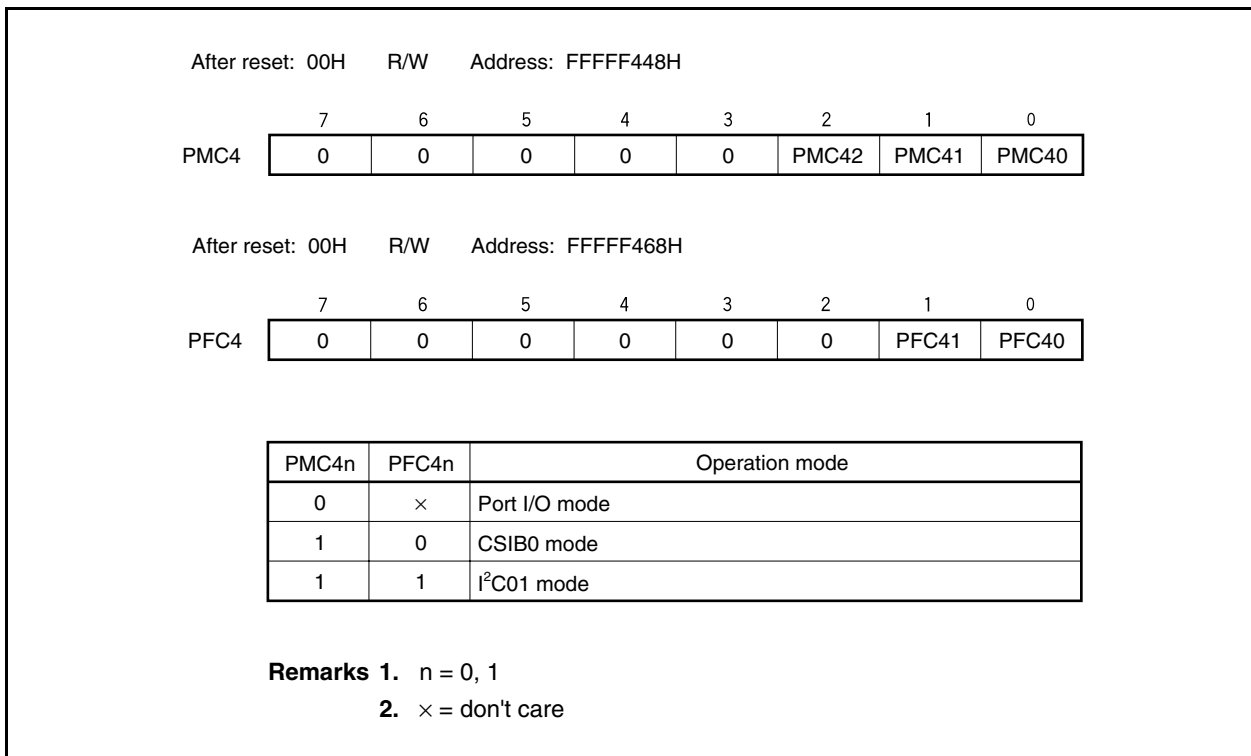 After reset: 00H R/W Address: FFFFF448H
7 6 5 4 3 2 1 0
PMC4 0 0 0 0 0 PMC42 PMC41 PMC40
After reset: 00H R/W Address: FFFFF468H
7 6 5 4 3 2 1 0
PFC4 0 0 0 0 0 0 PFC41 PFC40
PMC4n PFC4n Operation mode
0 × Port I/O mode
1 0 CSIB0 mode
1 1 I²C01 mode
Remarks 1. n = 0, 1
2. × = don't care